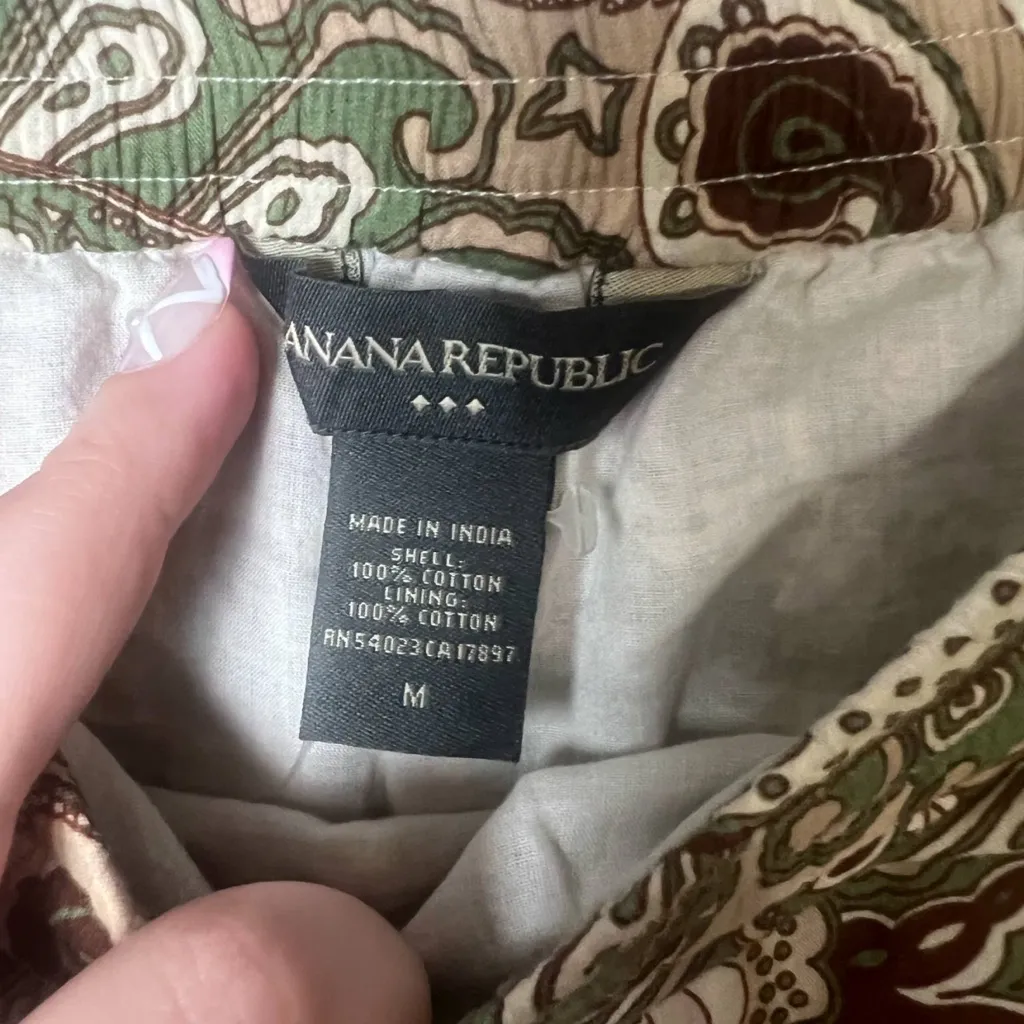 ANANA REPUBLIC
MADE IN INDIA
SHELL:
100% COTTON
LINING:
100% COTTON
RN54023CA17897
M